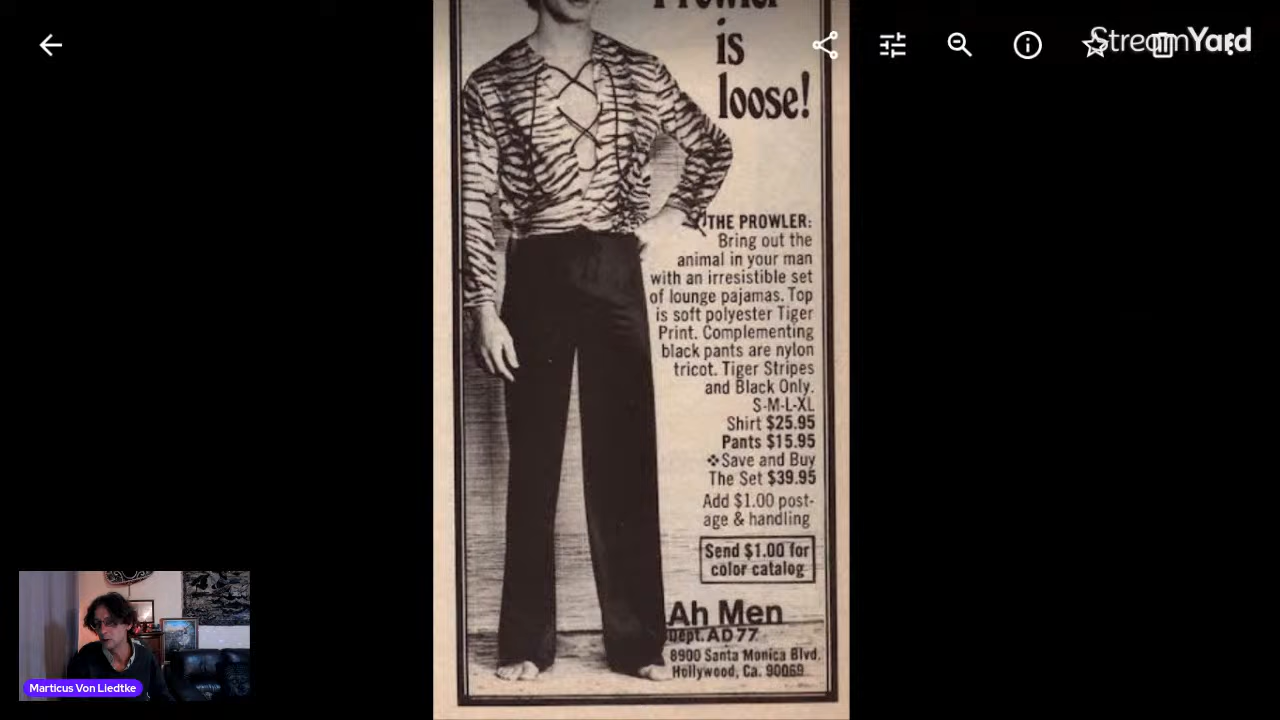 StreamYard
Prowler
is
loose!
THE PROWLER:
Bring out the
animal in your man
with an irresistible set
of lounge pajamas. Top
is soft polyester Tiger
Print. Complementing
black pants are nylon
tricot. Tiger Stripes
and Black Only.
S-M-L-XL
Shirt $25.95
Pants $15.95
❖Save and Buy
The Set $39.95
Add $1.00 post-
age & handling
Send $1.00 for
color catalog
Ah Men
Dept. AD 77
8900 Santa Monica Blvd.
Hollywood, Ca. 90069
Marticus Von Liedtke